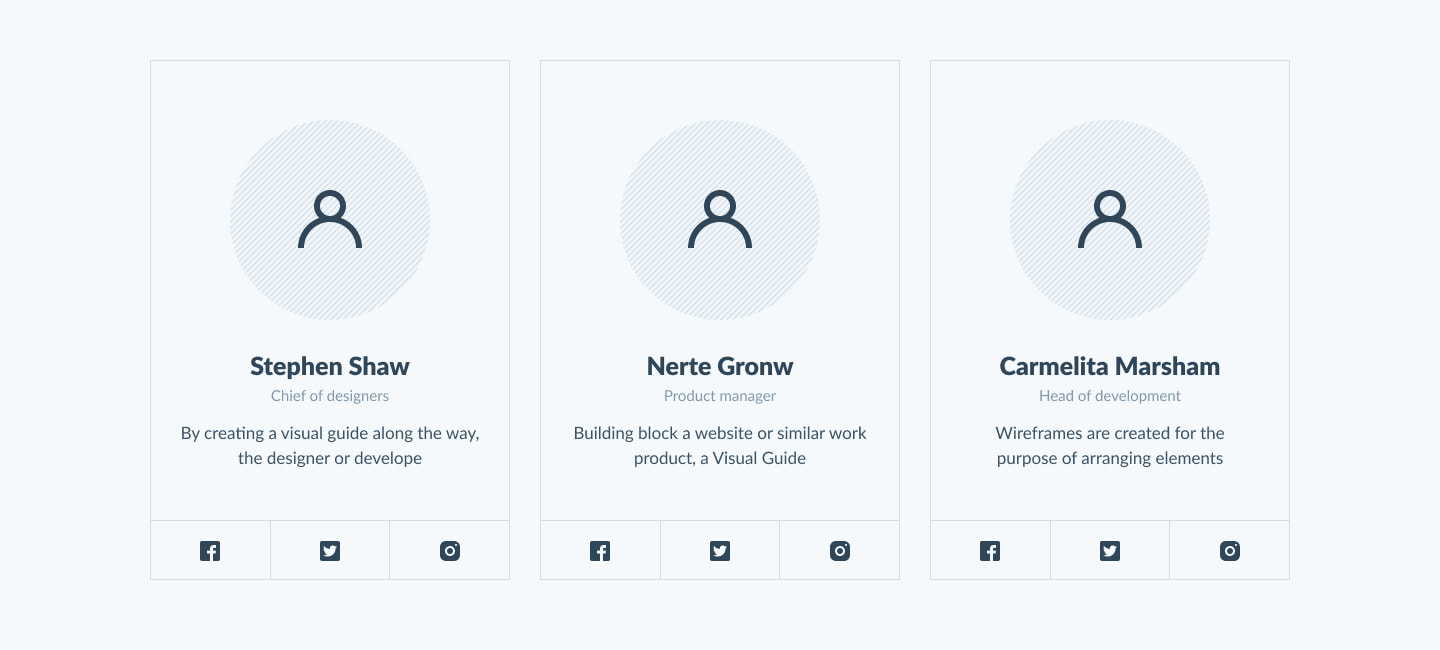 Stephen Shaw
Chief of designers
By creating a visual guide along the way,
the designer or develope
Nerte Gronw
Product manager
Building block a website or similar work
product, a Visual Guide
Carmelita Marsham
Head of development
Wireframes are created for the
purpose of arranging elements